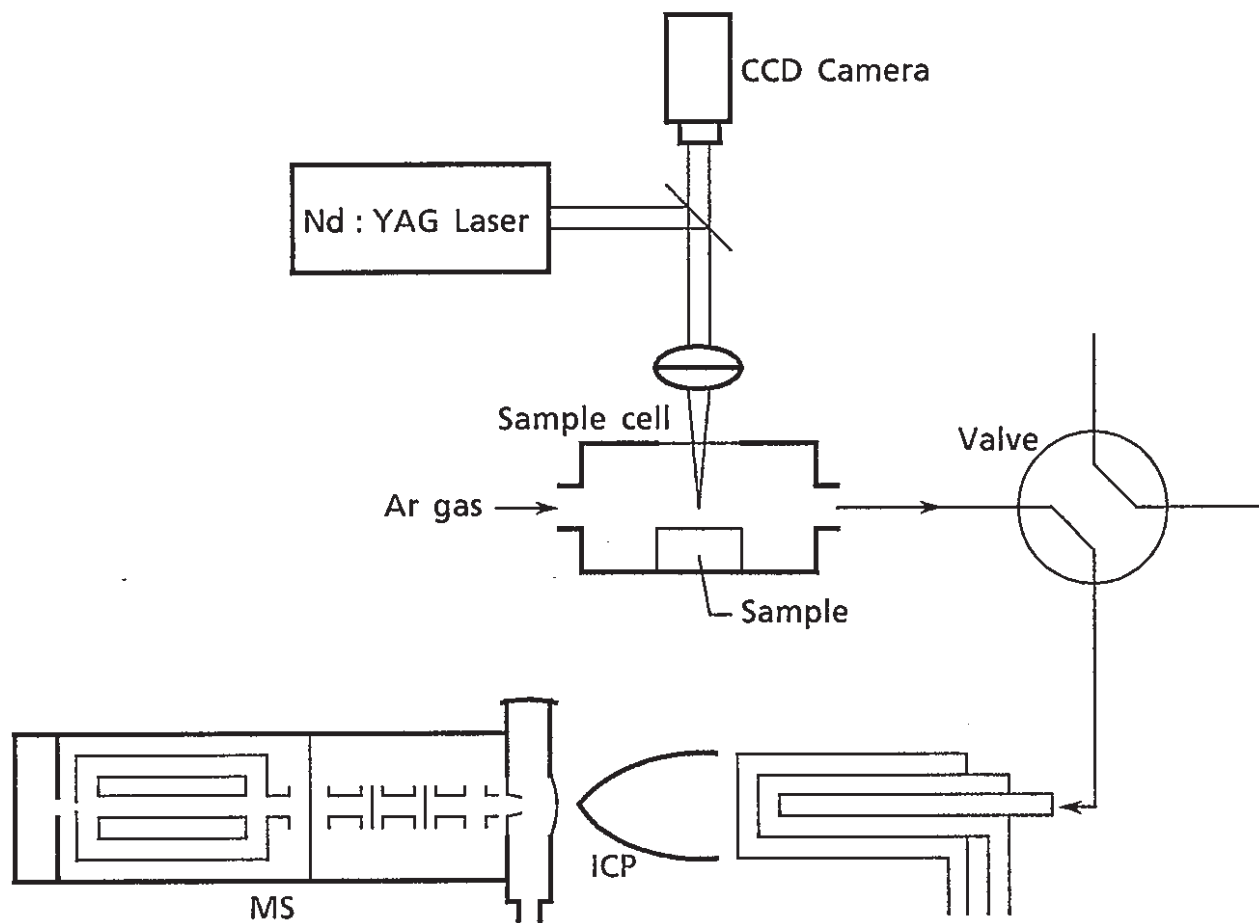 CCD Camera
Nd : YAG Laser
Sample cell
Valve
Ar gas
Sample
ICP
MS